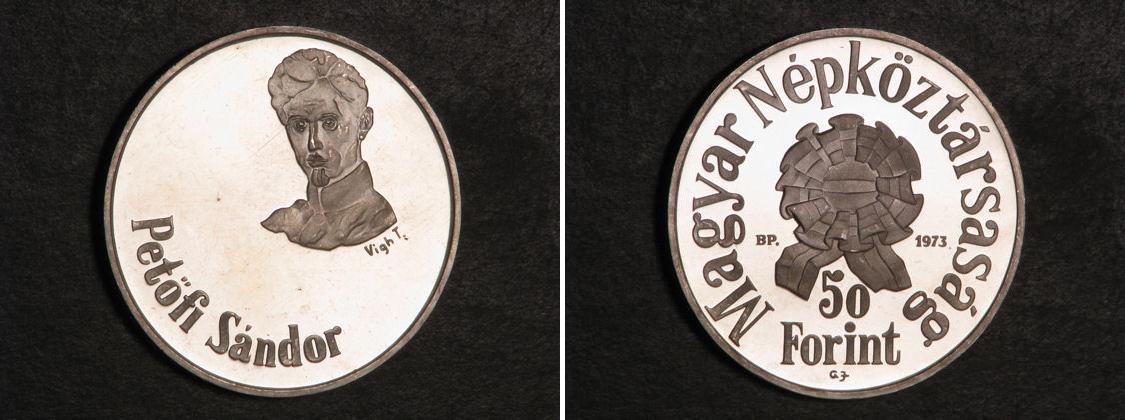 Petőfi Sándor
Vigh T.
Magyar Népköztársaság
BP. 1973
50
Forint